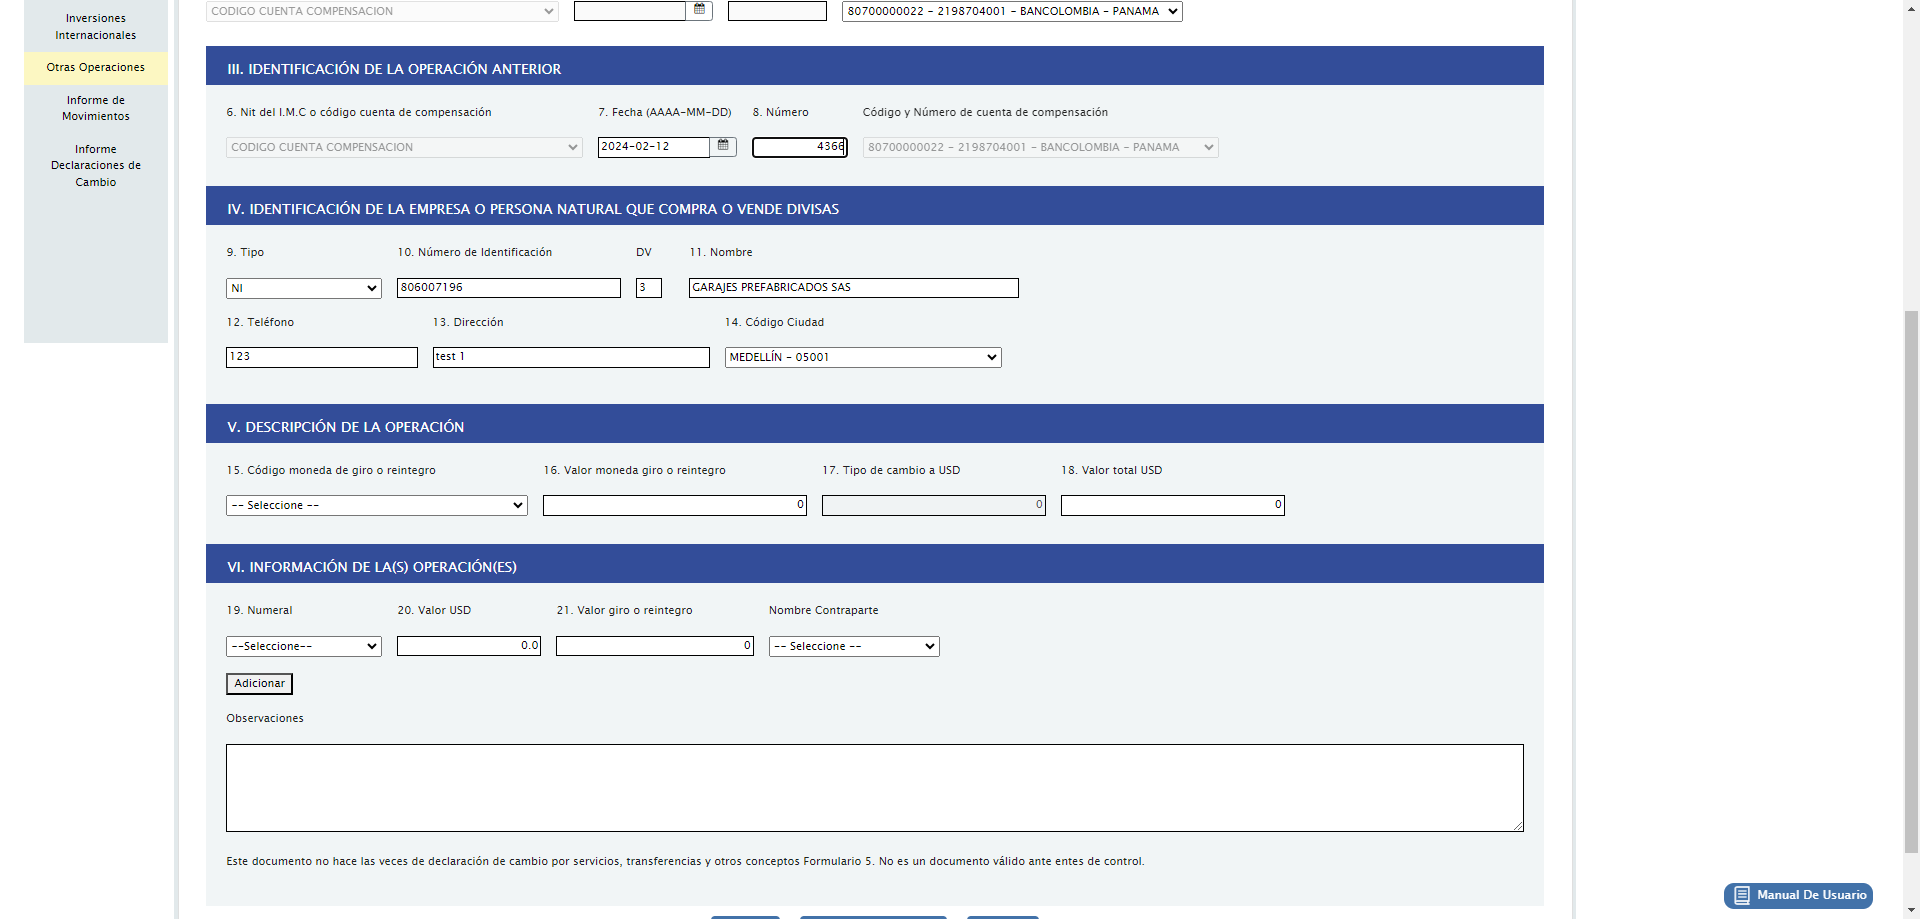 Inversiones
Internacionales
Otras Operaciones
Informe de
Movimientos
Informe
Declaraciones de
Cambio
CODIGO CUENTA COMPENSACION
80700000022 - 2198704001 - BANCOLOMBIA - PANAMA
III. IDENTIFICACIÓN DE LA OPERACIÓN ANTERIOR
6. Nit del I.M.C o código cuenta de compensación 7. Fecha (AAAA-MM-DD) 8. Número Código y Número de cuenta de compensación
CODIGO CUENTA COMPENSACION 2024-02-12 4366 80700000022 - 2198704001 - BANCOLOMBIA - PANAMA
IV. IDENTIFICACIÓN DE LA EMPRESA O PERSONA NATURAL QUE COMPRA O VENDE DIVISAS
9. Tipo 10. Número de Identificación DV 11. Nombre
NI 806007196 3 GARAJES PREFABRICADOS SAS
12. Teléfono 13. Dirección 14. Código Ciudad
123 test 1 MEDELLÍN - 05001
V. DESCRIPCIÓN DE LA OPERACIÓN
15. Código moneda de giro o reintegro 16. Valor moneda giro o reintegro 17. Tipo de cambio a USD 18. Valor total USD
-- Seleccione -- 0 0 0
VI. INFORMACIÓN DE LA(S) OPERACIÓN(ES)
19. Numeral 20. Valor USD 21. Valor giro o reintegro Nombre Contraparte
--Seleccione-- 0.0 0 -- Seleccione --
Adicionar
Observaciones
Este documento no hace las veces de declaración de cambio por servicios, transferencias y otros conceptos Formulario 5. No es un documento válido ante entes de control.
Manual De Usuario